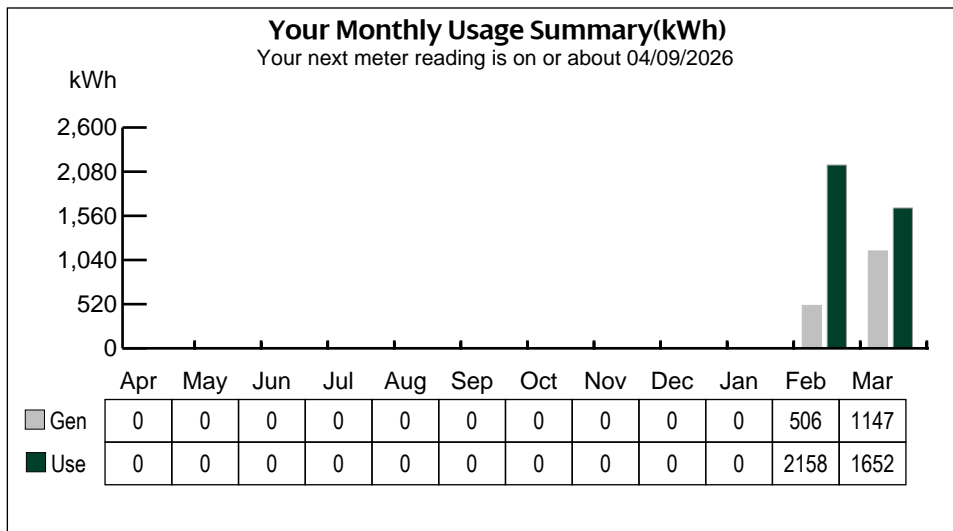 Your Monthly Usage Summary(kWh)
Your next meter reading is on or about 04/09/2026
kWh
2,600
2,080
1,560
1,040
520
0
Apr May Jun Jul Aug Sep Oct Nov Dec Jan Feb Mar
Gen 0 0 0 0 0 0 0 0 0 0 506 1147
Use 0 0 0 0 0 0 0 0 0 0 2158 1652